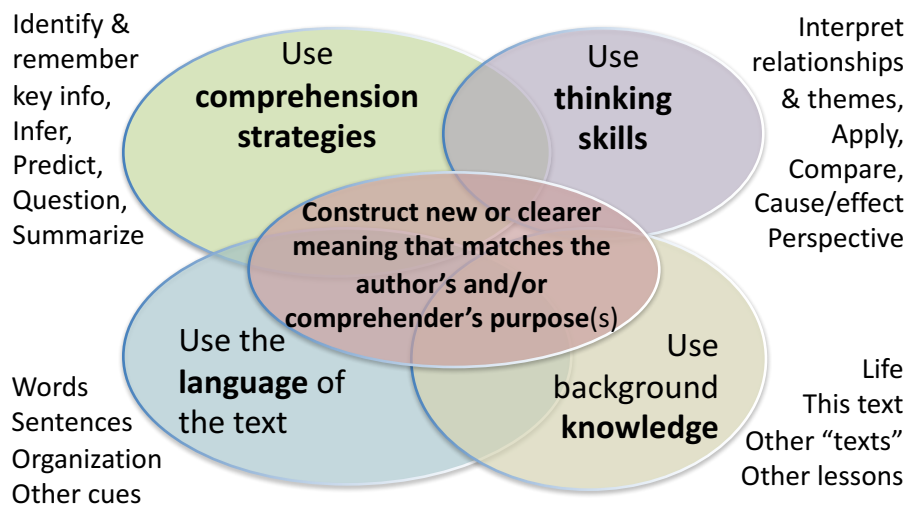 Identify &
remember
key info,
Infer,
Predict,
Question,
Summarize
Use
comprehension
strategies
Use
thinking
skills
Interpret
relationships
& themes,
Apply,
Compare,
Cause/effect
Perspective
Construct new or clearer
meaning that matches the
author’s and/or
comprehender’s purpose(s)
Words
Sentences
Organization
Other cues
Use the
language of
the text
Use
background
knowledge
Life
This text
Other “texts”
Other lessons